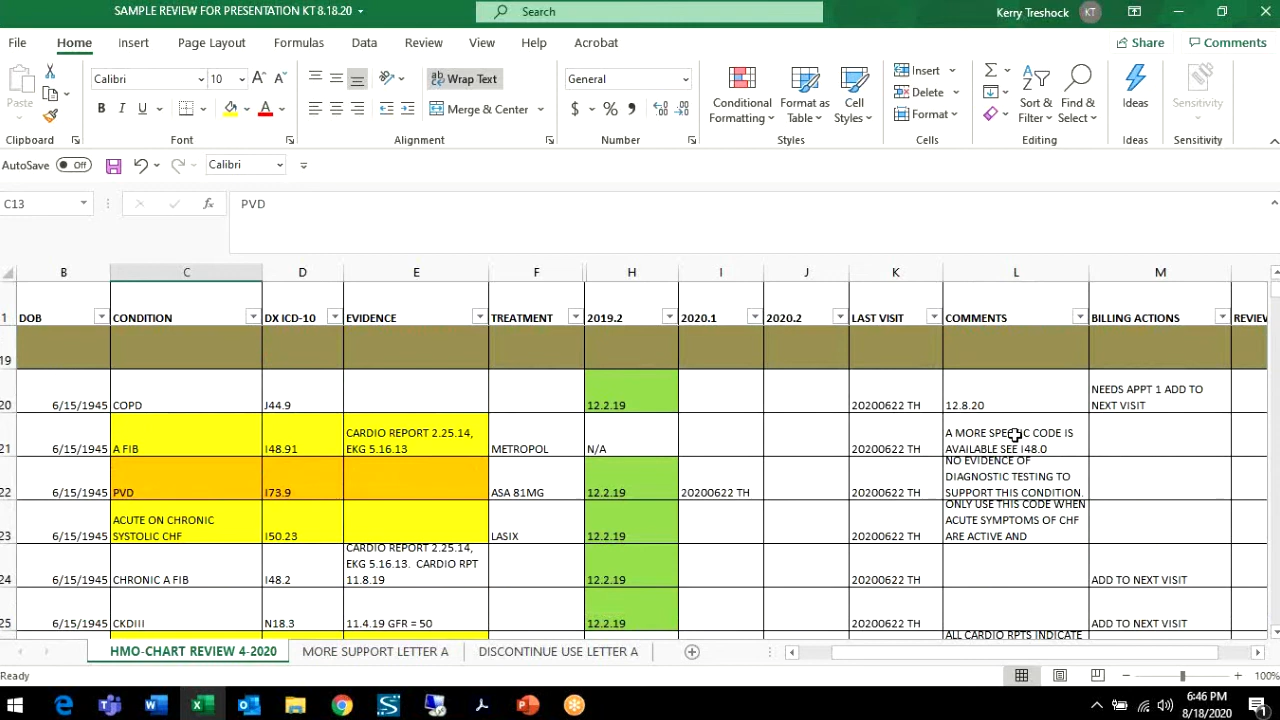 SAMPLE REVIEW FOR PRESENTATION KT 8.18.20
Search
Kerry Treshock
KT
File Home Insert Page Layout Formulas Data Review View Help Acrobat Share Comments
Paste
Calibri 10
B I U
ab Wrap Text
Merge & Center
General
$ % ,
Conditional Formatting
Format as Table
Cell Styles
Insert
Delete
Format
Sort & Filter
Find & Select
Ideas
Sensitivity
Clipboard Font Alignment Number Styles Cells Editing Ideas Sensitivity
AutoSave Off Calibri
C13 fx PVD
B C D E F H I J K L M
1 DOB CONDITION DX ICD-10 EVIDENCE TREATMENT 2019.2 2020.1 2020.2 LAST VISIT COMMENTS BILLING ACTIONS REVIEW
19
20 6/15/1945 COPD J44.9 12.2.19 20200622 TH 12.8.20 NEEDS APPT 1 ADD TO
NEXT VISIT
21 6/15/1945 A FIB I48.91 CARDIO REPORT 2.25.14,
EKG 5.16.13 METROPOL N/A 20200622 TH A MORE SPECIFIC CODE IS
AVAILABLE SEE I48.0
22 6/15/1945 PVD I73.9 ASA 81MG 12.2.19 20200622 TH 20200622 TH NO EVIDENCE OF
DIAGNOSTIC TESTING TO
SUPPORT THIS CONDITION.
23 6/15/1945 ACUTE ON CHRONIC
SYSTOLIC CHF I50.23 LASIX 12.2.19 20200622 TH ONLY USE THIS CODE WHEN
ACUTE SYMPTOMS OF CHF
ARE ACTIVE AND
24 6/15/1945 CHRONIC A FIB I48.2 CARDIO REPORT 2.25.14,
EKG 5.16.13. CARDIO RPT
11.8.19 12.2.19 20200622 TH ADD TO NEXT VISIT
25 6/15/1945 CKDIII N18.3 11.4.19 GFR = 50 12.2.19 20200622 TH ADD TO NEXT VISIT
ALL CARDIO RPTS INDICATE
HMO-CHART REVIEW 4-2020 MORE SUPPORT LETTER A DISCONTINUE USE LETTER A
Ready 100%
6:46 PM
8/18/2020
1